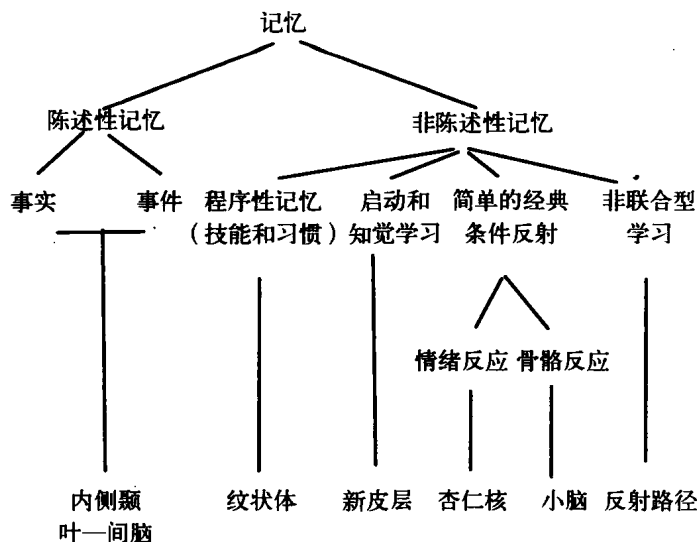 记忆
陈述性记忆 非陈述性记忆
事实 事件 程序性记忆 启动和 简单的经典 非联合型
（技能和习惯） 知觉学习 条件反射 学习
情绪反应 骨骼反应
内侧颞 纹状体 新皮层 杏仁核 小脑 反射路径
叶—间脑